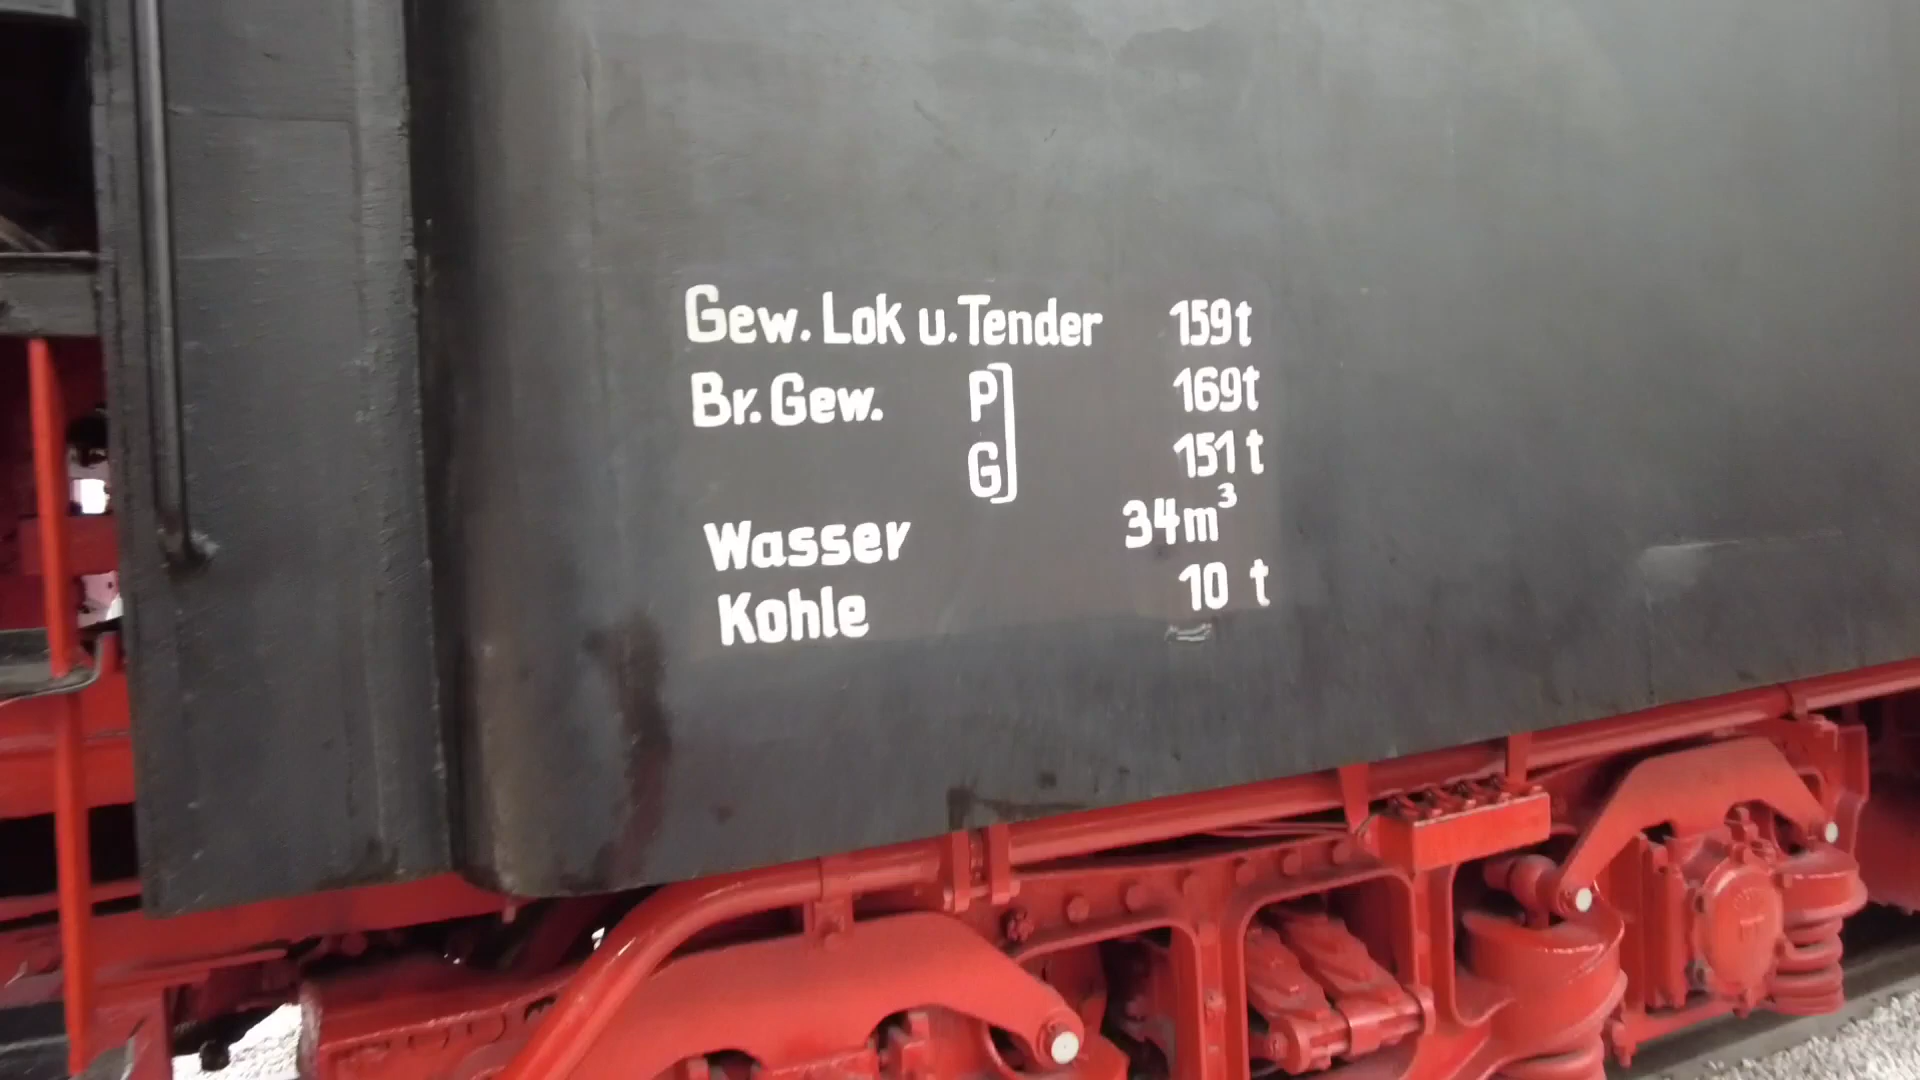 Gew. Lok u. Tender 159t
Br. Gew. P] 169t
G] 151 t
Wasser 34m³
Kohle 10 t